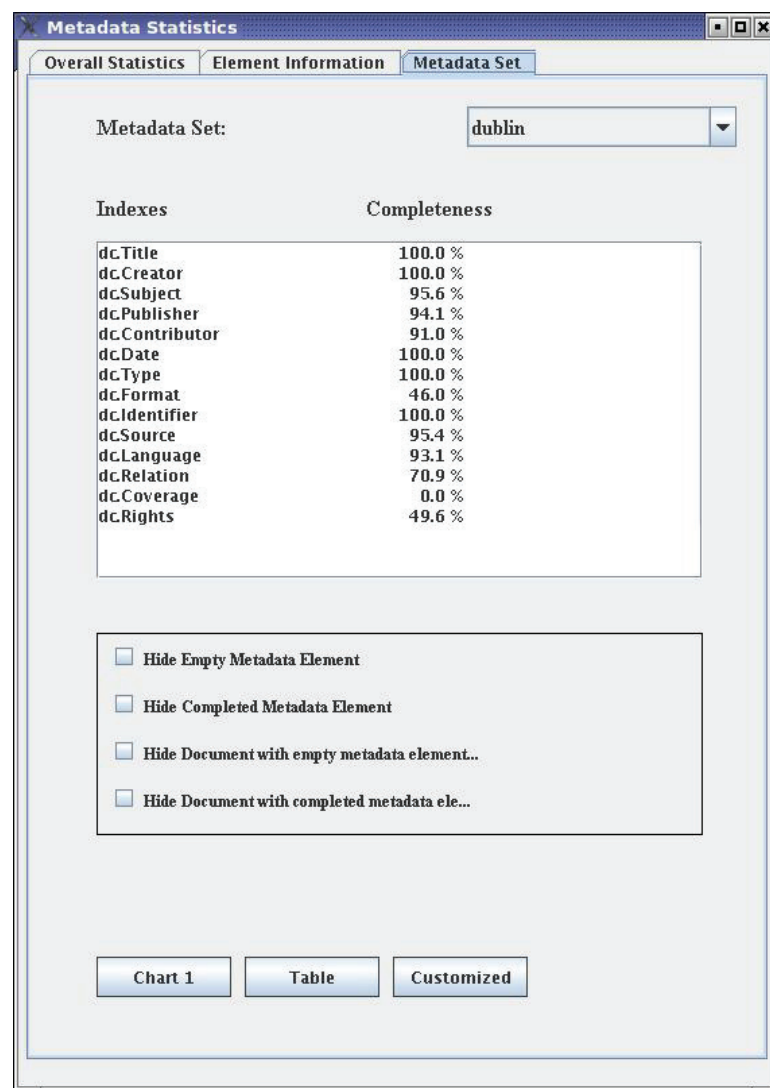 Metadata Statistics
Overall Statistics Element Information Metadata Set
Metadata Set: dublin
Indexes Completeness
dc.Title 100.0 %
dc.Creator 100.0 %
dc.Subject 95.6 %
dc.Publisher 94.1 %
dc.Contributor 91.0 %
dc.Date 100.0 %
dc.Type 100.0 %
dc.Format 46.0 %
dc.Identifier 100.0 %
dc.Source 95.4 %
dc.Language 93.1 %
dc.Relation 70.9 %
dc.Coverage 0.0 %
dc.Rights 49.6 %
Hide Empty Metadata Element
Hide Completed Metadata Element
Hide Document with empty metadata element...
Hide Document with completed metadata ele...
Chart 1 Table Customized